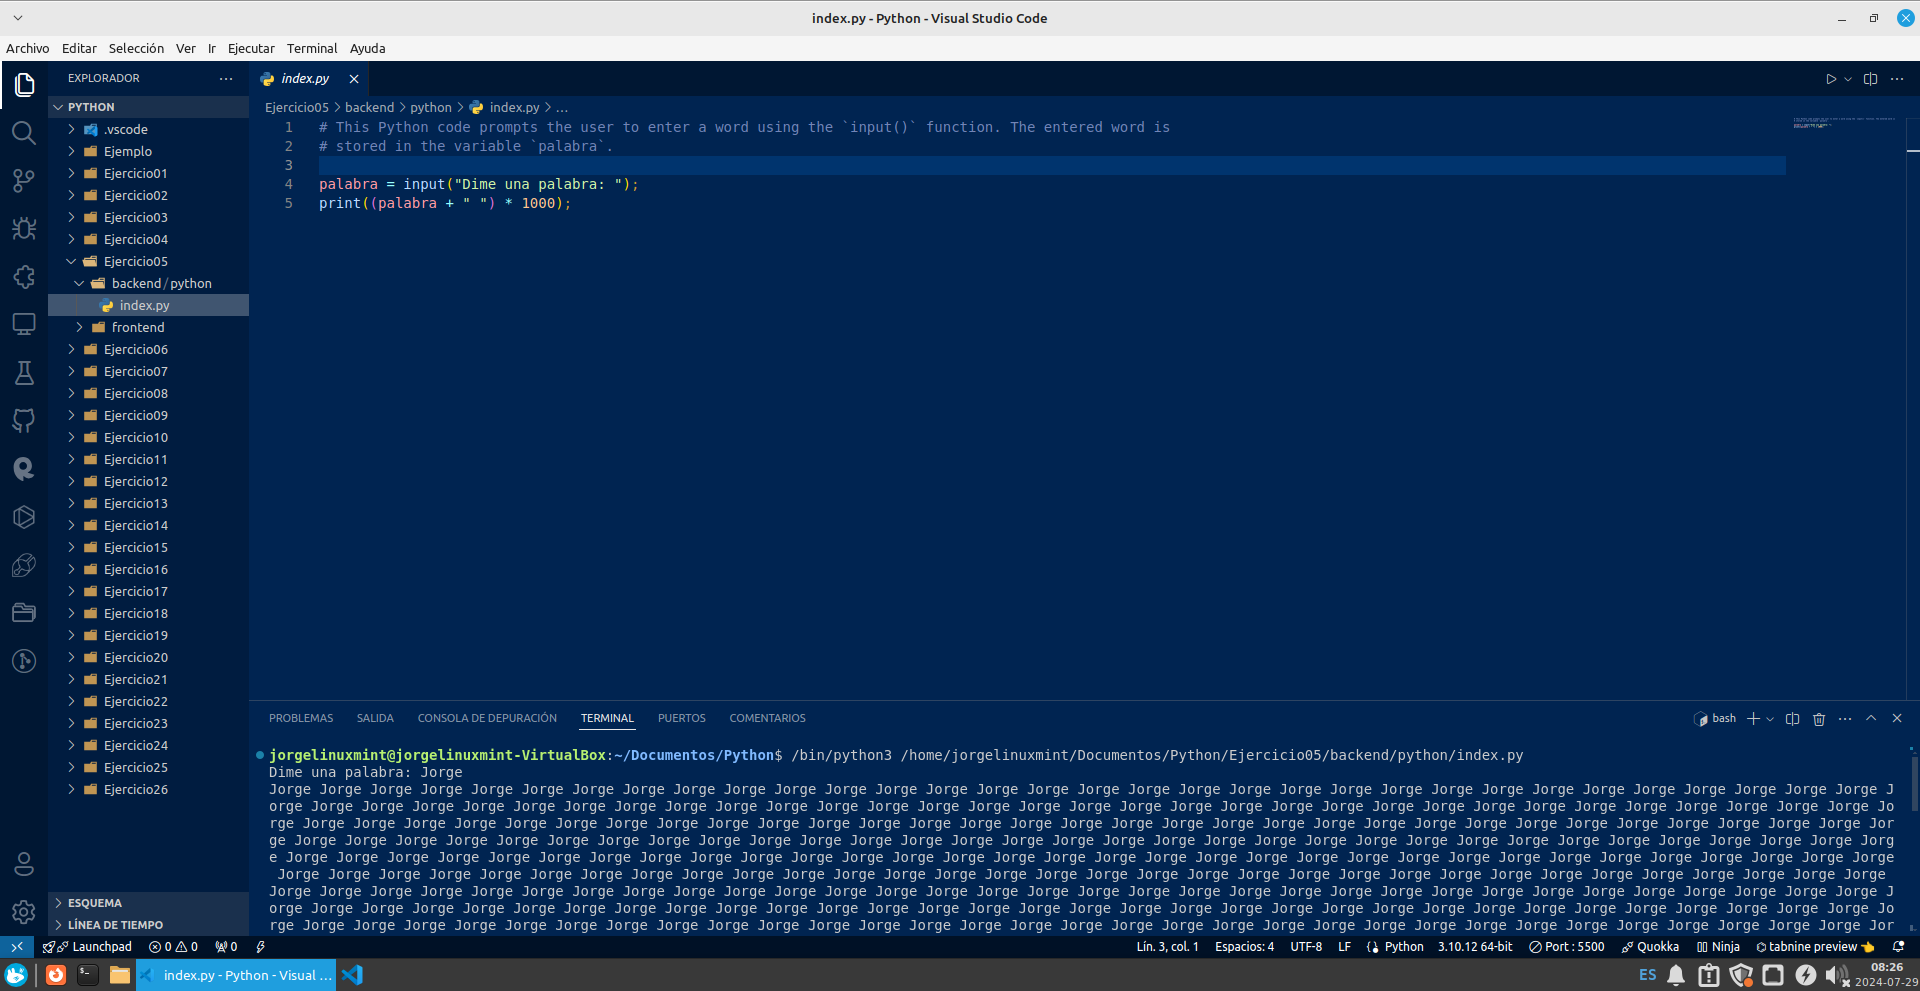 index.py - Python - Visual Studio Code
Archivo Editar Selección Ver Ir Ejecutar Terminal Ayuda
EXPLORADOR
PYTHON
.vscode
Ejemplo
Ejercicio01
Ejercicio02
Ejercicio03
Ejercicio04
Ejercicio05
backend/python
index.py
frontend
Ejercicio06
Ejercicio07
Ejercicio08
Ejercicio09
Ejercicio10
Ejercicio11
Ejercicio12
Ejercicio13
Ejercicio14
Ejercicio15
Ejercicio16
Ejercicio17
Ejercicio18
Ejercicio19
Ejercicio20
Ejercicio21
Ejercicio22
Ejercicio23
Ejercicio24
Ejercicio25
Ejercicio26
ESQUEMA
LÍNEA DE TIEMPO
index.py
Ejercicio05 > backend > python > index.py > ...
1 # This Python code prompts the user to enter a word using the `input()` function. The entered word is
2 # stored in the variable `palabra`.
3
4 palabra = input("Dime una palabra: ");
5 print((palabra + " ") * 1000);
PROBLEMAS SALIDA CONSOLA DE DEPURACIÓN TERMINAL PUERTOS COMENTARIOS
bash
jorgelinuxmint@jorgelinuxmint-VirtualBox:~/Documentos/Python$ /bin/python3 /home/jorgelinuxmint/Documentos/Python/Ejercicio05/backend/python/index.py
Dime una palabra: Jorge
Jorge Jorge Jorge Jorge Jorge Jorge Jorge Jorge Jorge Jorge Jorge Jorge Jorge Jorge Jorge Jorge Jorge Jorge Jorge Jorge Jorge Jorge Jorge Jorge Jorge Jorge Jorge Jorge Jorge Jorge Jorge Jorge J
orge Jorge Jorge Jorge Jorge Jorge Jorge Jorge Jorge Jorge Jorge Jorge Jorge Jorge Jorge Jorge Jorge Jorge Jorge Jorge Jorge Jorge Jorge Jorge Jorge Jorge Jorge Jorge Jorge Jorge Jorge Jorge Jo
rge Jorge Jorge Jorge Jorge Jorge Jorge Jorge Jorge Jorge Jorge Jorge Jorge Jorge Jorge Jorge Jorge Jorge Jorge Jorge Jorge Jorge Jorge Jorge Jorge Jorge Jorge Jorge Jorge Jorge Jorge Jorge Jor
ge Jorge Jorge Jorge Jorge Jorge Jorge Jorge Jorge Jorge Jorge Jorge Jorge Jorge Jorge Jorge Jorge Jorge Jorge Jorge Jorge Jorge Jorge Jorge Jorge Jorge Jorge Jorge Jorge Jorge Jorge Jorge Jorg
e Jorge Jorge Jorge Jorge Jorge Jorge Jorge Jorge Jorge Jorge Jorge Jorge Jorge Jorge Jorge Jorge Jorge Jorge Jorge Jorge Jorge Jorge Jorge Jorge Jorge Jorge Jorge Jorge Jorge Jorge Jorge Jorge
 Jorge Jorge Jorge Jorge Jorge Jorge Jorge Jorge Jorge Jorge Jorge Jorge Jorge Jorge Jorge Jorge Jorge Jorge Jorge Jorge Jorge Jorge Jorge Jorge Jorge Jorge Jorge Jorge Jorge Jorge Jorge Jorge
Jorge Jorge Jorge Jorge Jorge Jorge Jorge Jorge Jorge Jorge Jorge Jorge Jorge Jorge Jorge Jorge Jorge Jorge Jorge Jorge Jorge Jorge Jorge Jorge Jorge Jorge Jorge Jorge Jorge Jorge Jorge Jorge J
orge Jorge Jorge Jorge Jorge Jorge Jorge Jorge Jorge Jorge Jorge Jorge Jorge Jorge Jorge Jorge Jorge Jorge Jorge Jorge Jorge Jorge Jorge Jorge Jorge Jorge Jorge Jorge Jorge Jorge Jorge Jorge Jo
rge Jorge Jorge Jorge Jorge Jorge Jorge Jorge Jorge Jorge Jorge Jorge Jorge Jorge Jorge Jorge Jorge Jorge Jorge Jorge Jorge Jorge Jorge Jorge Jorge Jorge Jorge Jorge Jorge Jorge Jorge Jorge Jor
Launchpad 0 0 0 Lín. 3, col. 1 Espacios: 4 UTF-8 LF Python 3.10.12 64-bit Port : 5500 Quokka Ninja tabnine preview
index.py - Python - Visual ... ES 08:26
2024-07-29